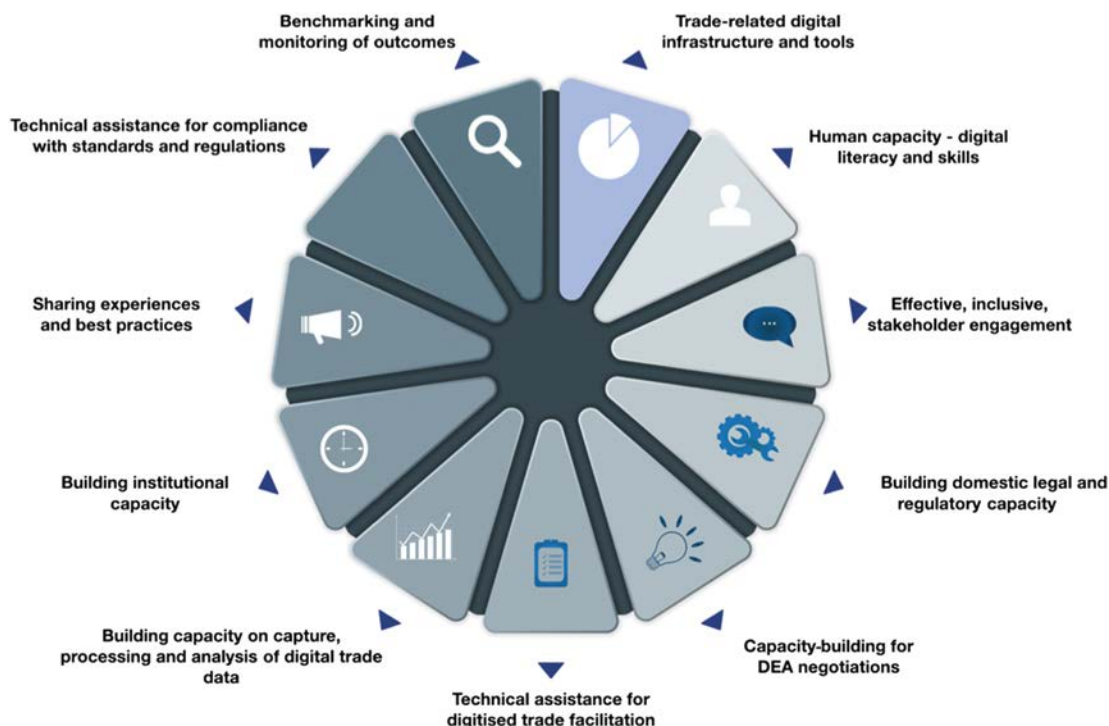 Benchmarking and
monitoring of outcomes
Trade-related digital
infrastructure and tools
Technical assistance for compliance
with standards and regulations
Human capacity - digital
literacy and skills
Sharing experiences
and best practices
Effective, inclusive,
stakeholder engagement
...
Building institutional
capacity
Building domestic legal and
regulatory capacity
Building capacity on capture,
processing and analysis of digital trade
data
Capacity-building for
DEA negotiations
Technical assistance for
digitised trade facilitation